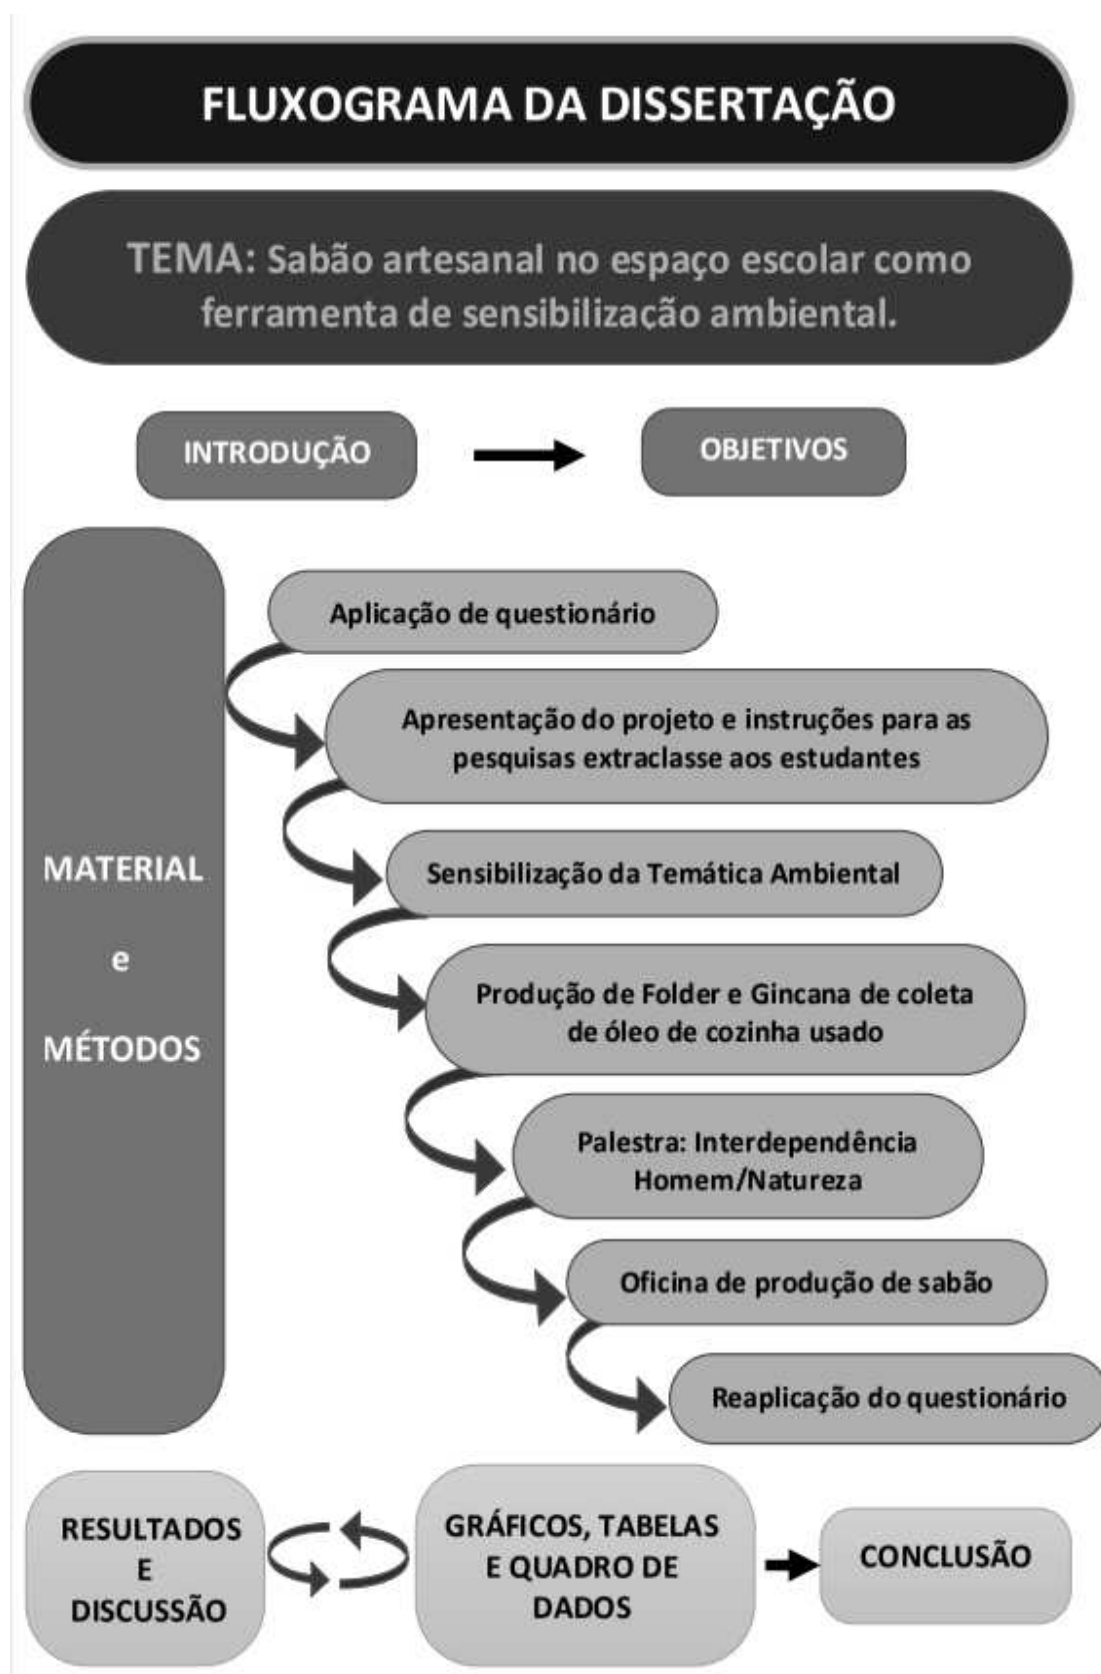 FLUXOGRAMA DA DISSERTAÇÃO
TEMA: Sabão artesanal no espaço escolar como
ferramenta de sensibilização ambiental.
INTRODUÇÃO
OBJETIVOS
MATERIAL
e
MÉTODOS
Aplicação de questionário
Apresentação do projeto e instruções para as
pesquisas extraclasse aos estudantes
Sensibilização da Temática Ambiental
Produção de Folder e Gincana de coleta
de óleo de cozinha usado
Palestra: Interdependência
Homem/Natureza
Oficina de produção de sabão
Reaplicação do questionário
RESULTADOS
E
DISCUSSÃO
GRÁFICOS, TABELAS
E QUADRO DE
DADOS
CONCLUSÃO